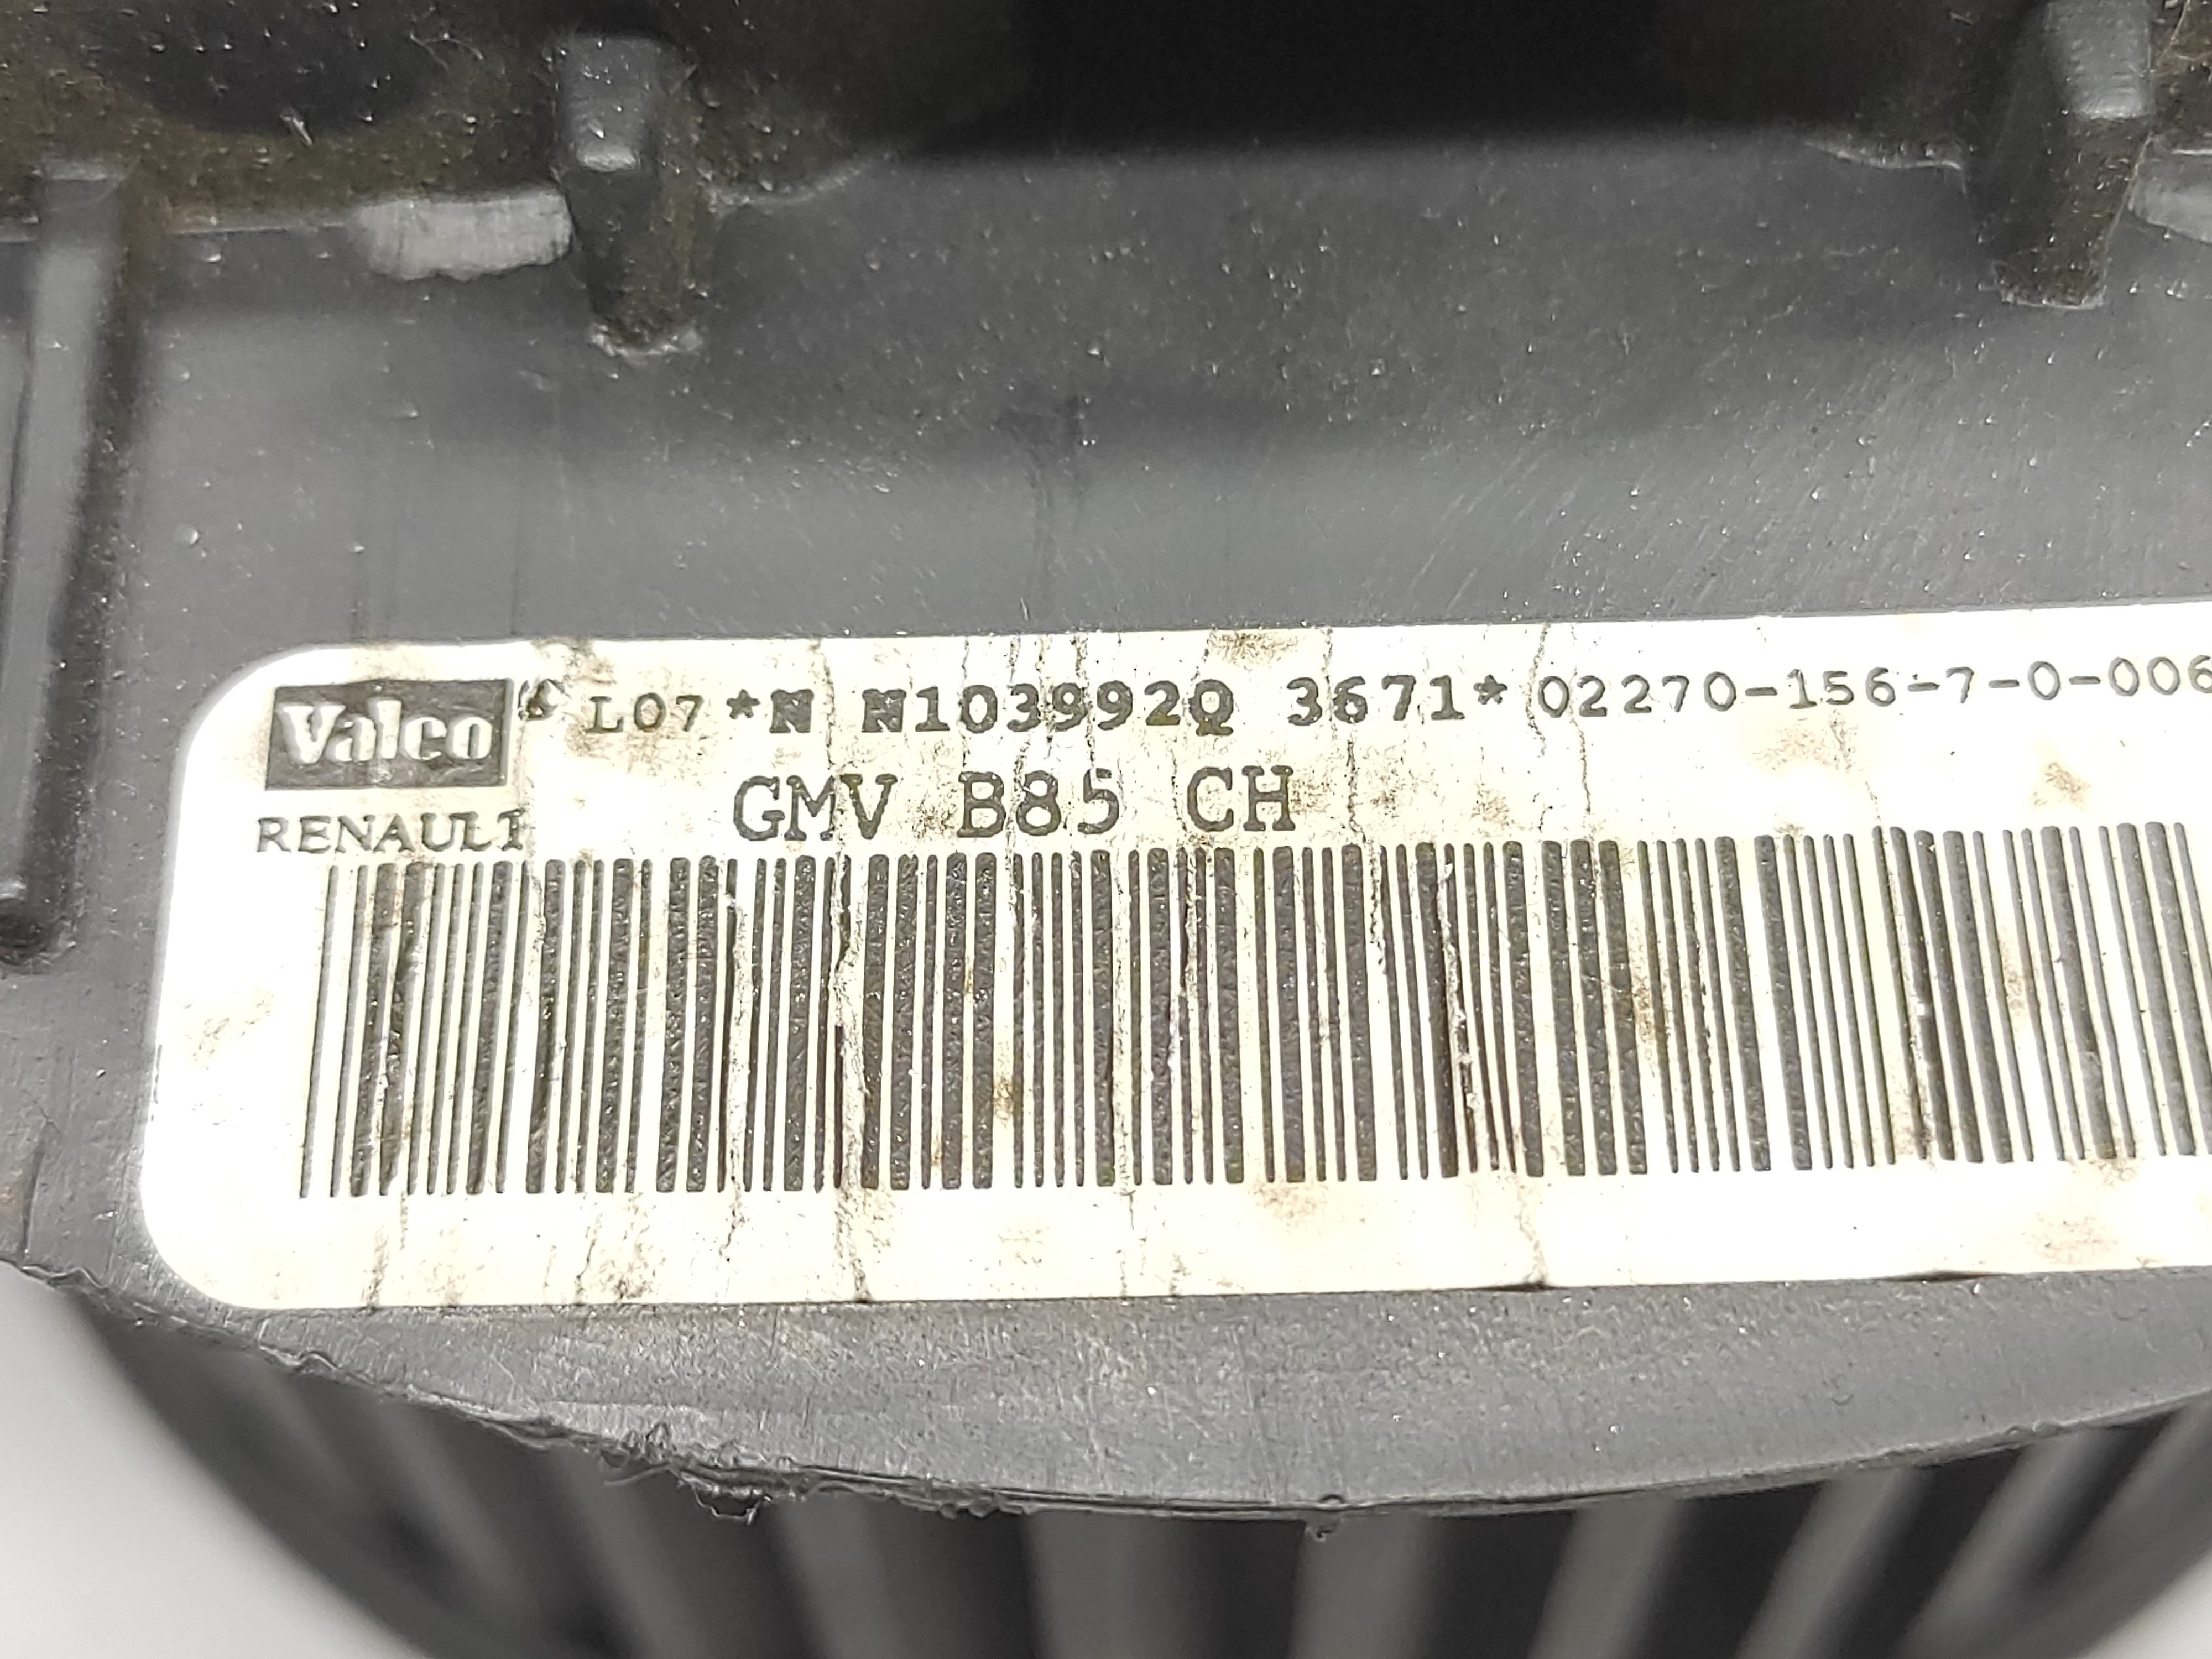 Valeo L07 *N N103992Q 3671* 02270-156-7-0-006
RENAULT GMV B85 CH